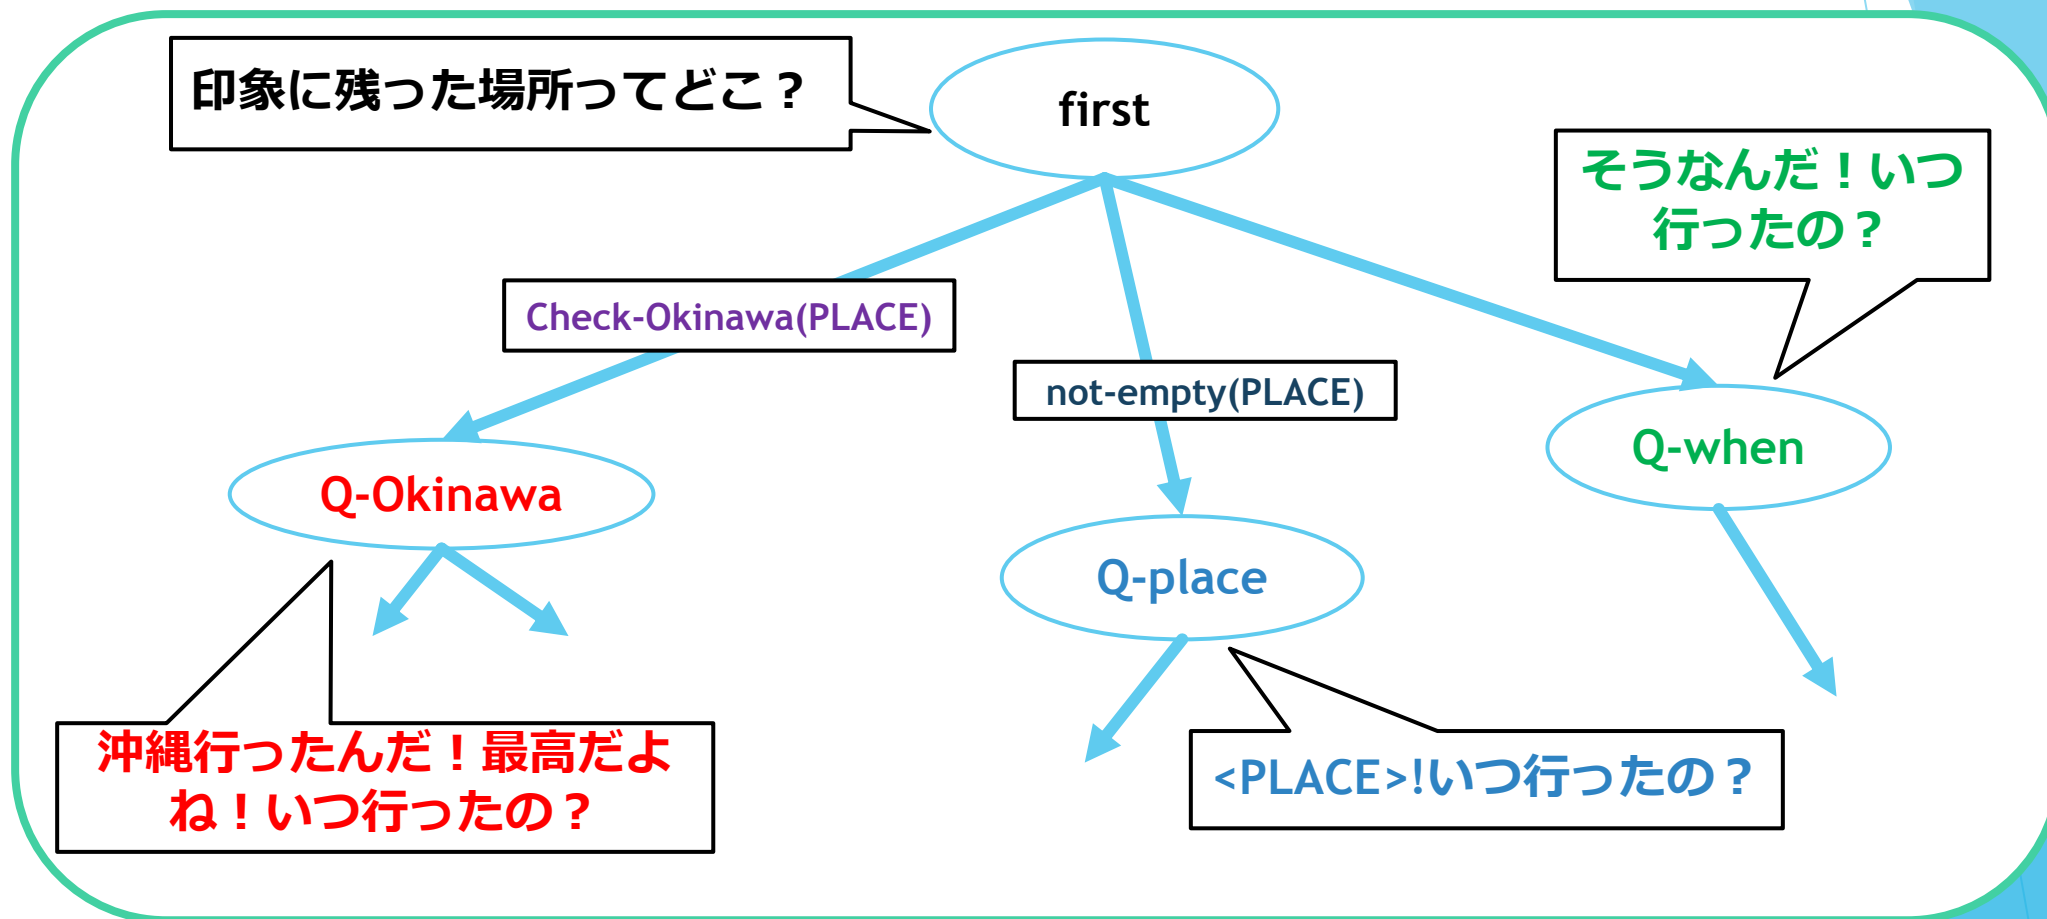 印象に残った場所ってどこ？
first
そうなんだ！いつ
行ったの？
Check-Okinawa(PLACE)
not-empty(PLACE)
Q-when
Q-Okinawa
Q-place
沖縄行ったんだ！最高だよ
ね！いつ行ったの？
<PLACE>!いつ行ったの？